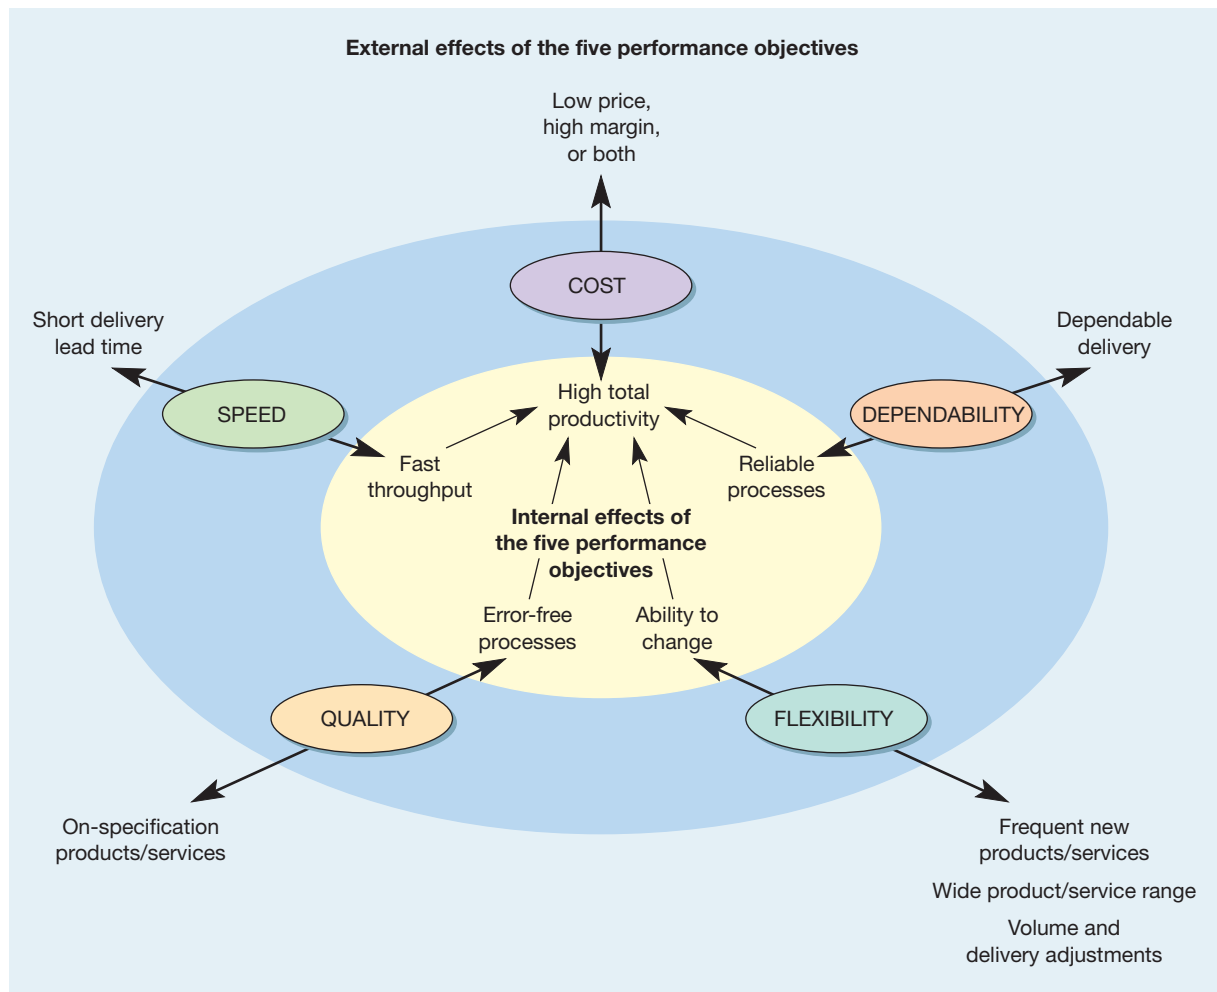 External effects of the five performance objectives
Low price,
high margin,
or both
COST
Short delivery
lead time
Dependable
delivery
SPEED
DEPENDABILITY
High total
productivity
Fast
throughput
Reliable
processes
Internal effects of
the five performance
objectives
Error-free
processes
Ability to
change
QUALITY
FLEXIBILITY
On-specification
products/services
Frequent new
products/services
Wide product/service range
Volume and
delivery adjustments